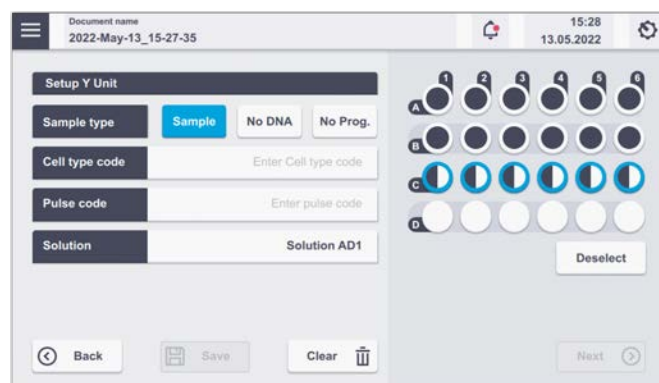 Document name
2022-May-13_15-27-35
15:28
13.05.2022
Setup Y Unit
Sample type Sample No DNA No Prog.
Cell type code Enter Cell type code
Pulse code Enter pulse code
Solution Solution AD1
1 2 3 4 5 6
A
B
C
D
Deselect
Back Save Clear Next